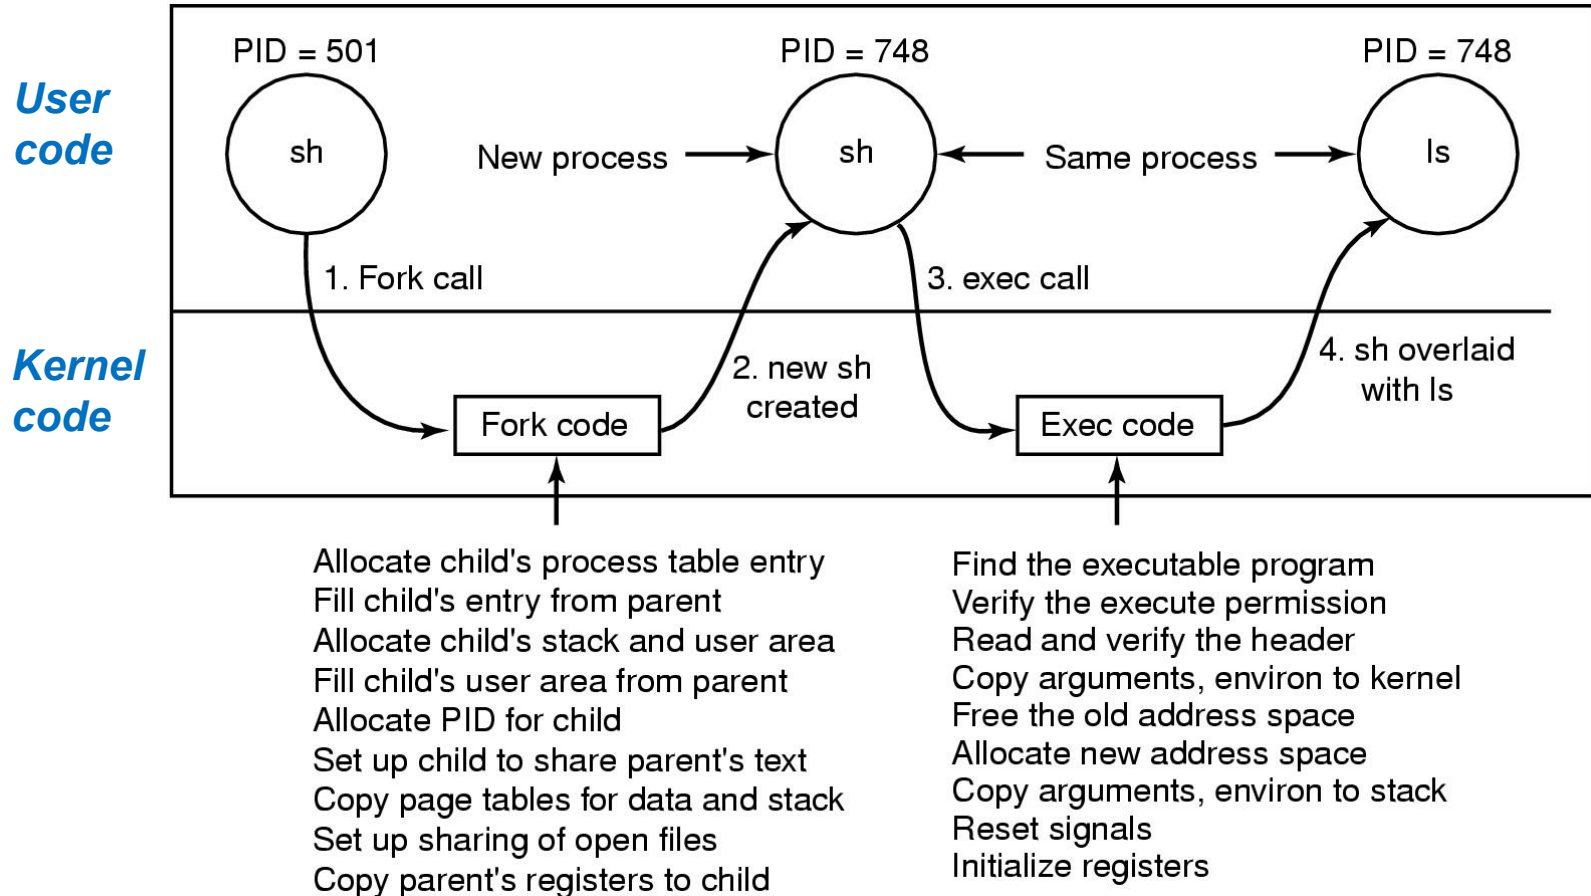 User
code
PID = 501
PID = 748
PID = 748
sh
New process
sh
Same process
ls
1. Fork call
3. exec call
Kernel
code
2. new sh
created
4. sh overlaid
with ls
Fork code
Exec code
Allocate child's process table entry
Fill child's entry from parent
Allocate child's stack and user area
Fill child's user area from parent
Allocate PID for child
Set up child to share parent's text
Copy page tables for data and stack
Set up sharing of open files
Copy parent's registers to child
Find the executable program
Verify the execute permission
Read and verify the header
Copy arguments, environ to kernel
Free the old address space
Allocate new address space
Copy arguments, environ to stack
Reset signals
Initialize registers